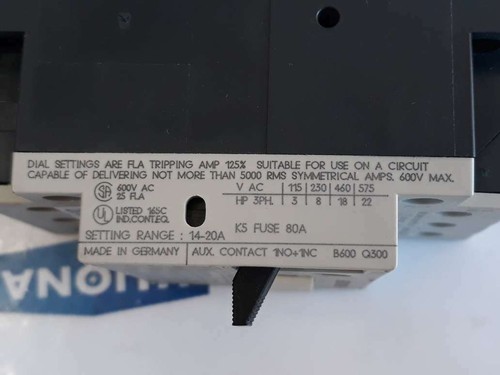 DIAL SETTINGS ARE FLA TRIPPING AMP 125% SUITABLE FOR USE ON A CIRCUIT
CAPABLE OF DELIVERING NOT MORE THAN 5000 RMS SYMMETRICAL AMPS. 600V MAX.
SA 600V AC
25 FLA
V AC 115 230 460 575
HP 3PH. 3 8 18 22
UL LISTED 165C
IND.CONT.EQ.
SETTING RANGE : 14-20A K5 FUSE 80A
MADE IN GERMANY AUX. CONTACT 1NO+1NC B600 Q300